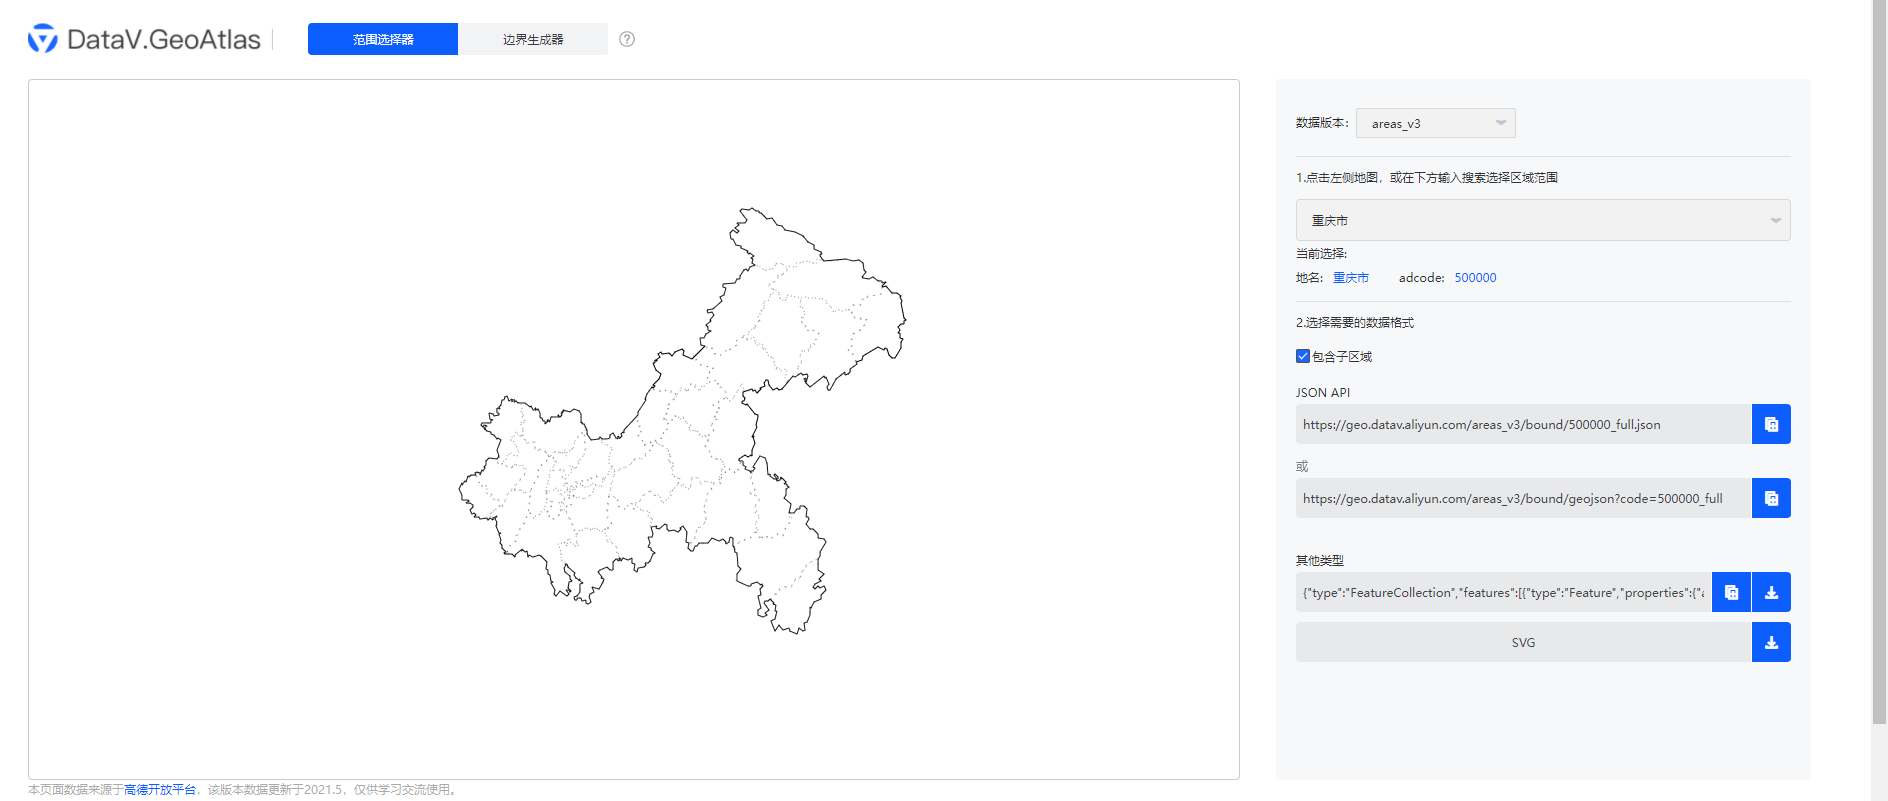 DataV.GeoAtlas
范围选择器
边界生成器
?
数据版本：
areas_v3
1.点击左侧地图，或在下方输入搜索选择区域范围
重庆市
当前选择:
地名: 重庆市 adcode: 500000
2.选择需要的数据格式
包含子区域
JSON API
https://geo.datav.aliyun.com/areas_v3/bound/500000_full.json
或
https://geo.datav.aliyun.com/areas_v3/bound/geojson?code=500000_full
其他类型
{"type":"FeatureCollection","features":[{"type":"Feature","properties":{"a
SVG
本页面数据来源于高德开放平台，该版本数据更新于2021.5，仅供学习交流使用。